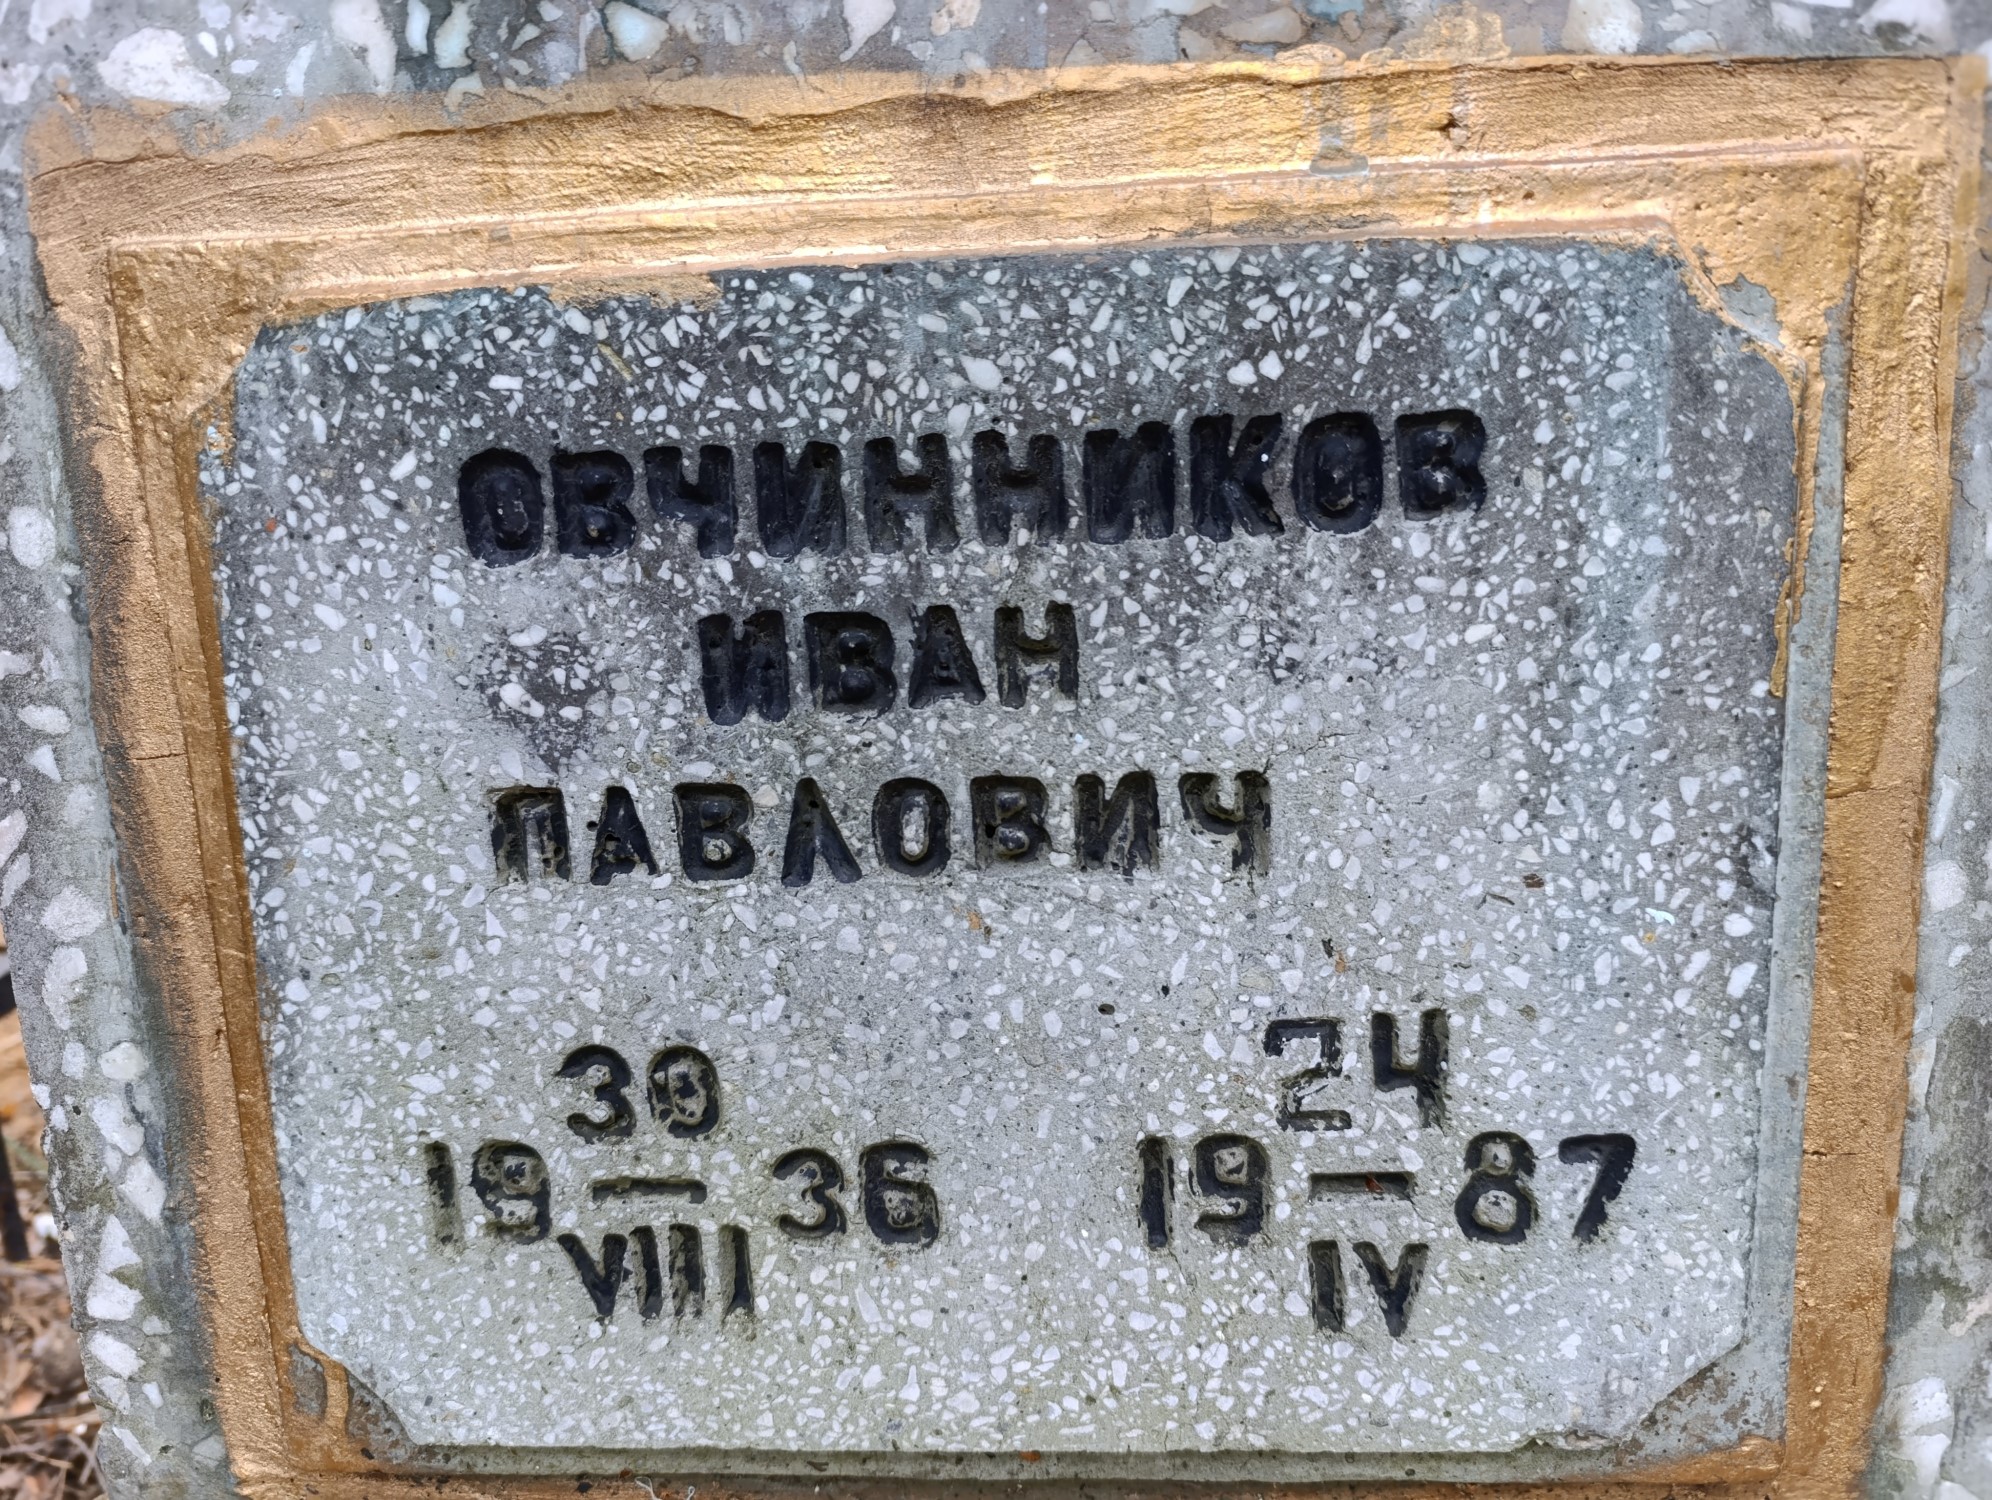 ОВЧИННИКОВ
ИВАН
ПАВЛОВИЧ
30 24
19—36 19—87
VIII IV